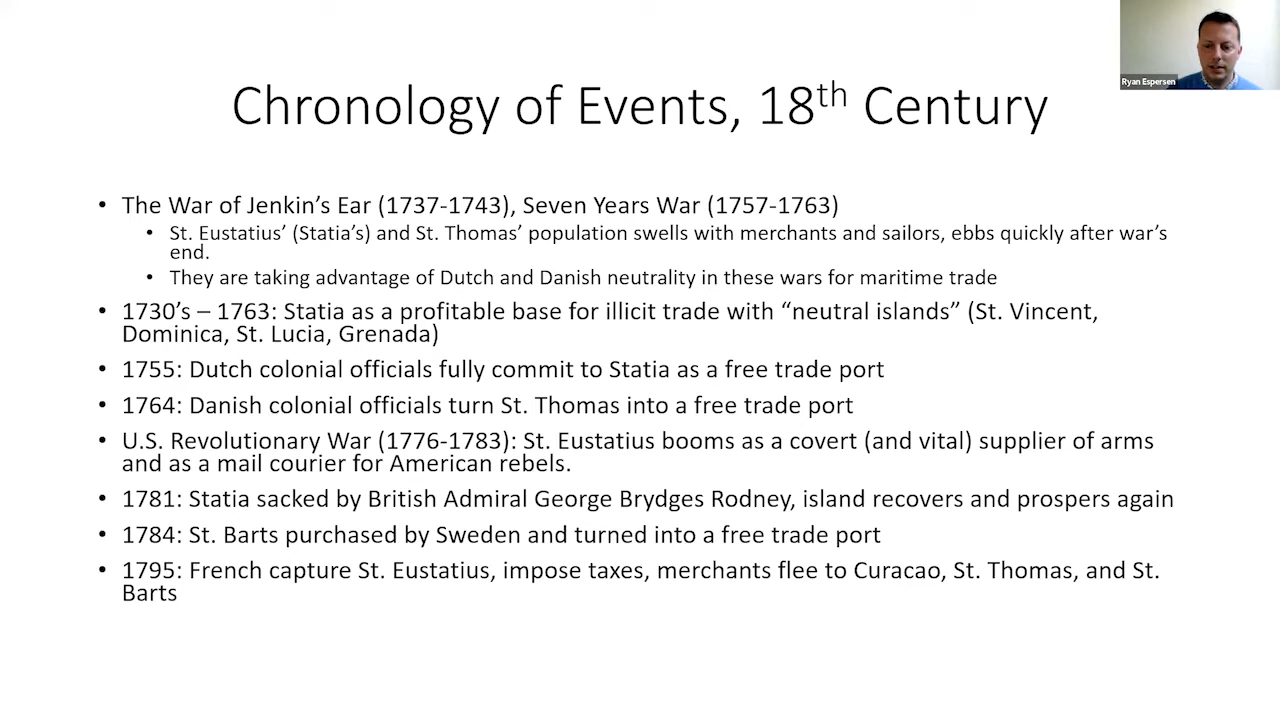 Ryan Espersen
Chronology of Events, 18th Century
• The War of Jenkin’s Ear (1737-1743), Seven Years War (1757-1763)
• St. Eustatius’ (Statia’s) and St. Thomas’ population swells with merchants and sailors, ebbs quickly after war’s
end.
• They are taking advantage of Dutch and Danish neutrality in these wars for maritime trade
• 1730’s – 1763: Statia as a profitable base for illicit trade with “neutral islands” (St. Vincent,
Dominica, St. Lucia, Grenada)
• 1755: Dutch colonial officials fully commit to Statia as a free trade port
• 1764: Danish colonial officials turn St. Thomas into a free trade port
• U.S. Revolutionary War (1776-1783): St. Eustatius booms as a covert (and vital) supplier of arms
and as a mail courier for American rebels.
• 1781: Statia sacked by British Admiral George Brydges Rodney, island recovers and prospers again
• 1784: St. Barts purchased by Sweden and turned into a free trade port
• 1795: French capture St. Eustatius, impose taxes, merchants flee to Curacao, St. Thomas, and St.
Barts